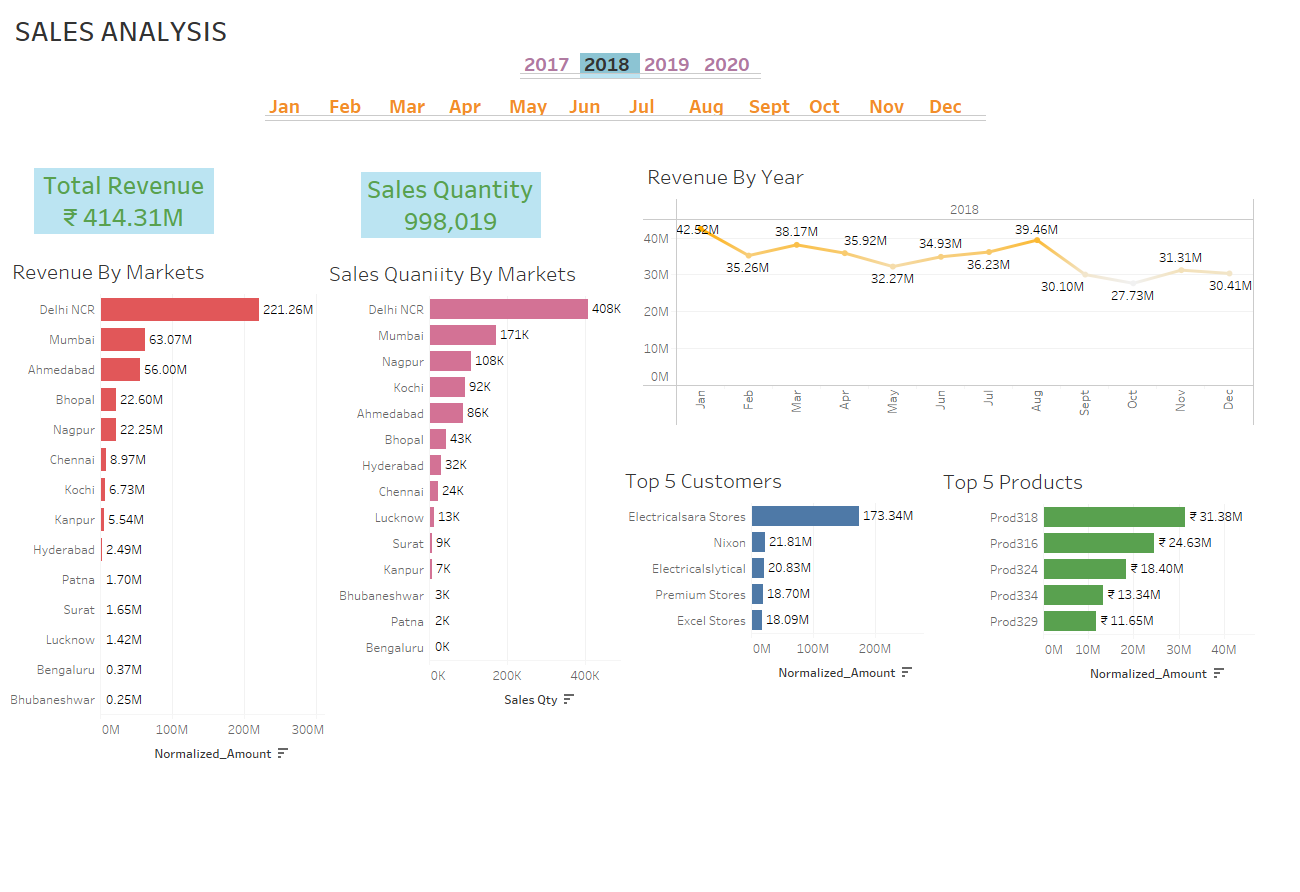 SALES ANALYSIS
2017 2018 2019 2020
Jan Feb Mar Apr May Jun Jul Aug Sept Oct Nov Dec
Total Revenue
₹ 414.31M
Sales Quantity
998,019
Revenue By Markets
Delhi NCR 221.26M
Mumbai 63.07M
Ahmedabad 56.00M
Bhopal 22.60M
Nagpur 22.25M
Chennai 8.97M
Kochi 6.73M
Kanpur 5.54M
Hyderabad 2.49M
Patna 1.70M
Surat 1.65M
Lucknow 1.42M
Bengaluru 0.37M
Bhubaneshwar 0.25M
0M 100M 200M 300M
Normalized_Amount
Sales Quaniity By Markets
Delhi NCR 408K
Mumbai 171K
Nagpur 108K
Kochi 92K
Ahmedabad 86K
Bhopal 43K
Hyderabad 32K
Chennai 24K
Lucknow 13K
Surat 9K
Kanpur 7K
Bhubaneshwar 3K
Patna 2K
Bengaluru 0K
0K 200K 400K
Sales Qty
Revenue By Year
2018
40M
30M
20M
10M
0M
42.52M 35.26M 38.17M 35.92M 32.27M 34.93M 36.23M 39.46M 30.10M 27.73M 31.31M 30.41M
Jan Feb Mar Apr May Jun Jul Aug Sept Oct Nov Dec
Top 5 Customers
Electricalsara Stores 173.34M
Nixon 21.81M
Electricalslytical 20.83M
Premium Stores 18.70M
Excel Stores 18.09M
0M 100M 200M
Normalized_Amount
Top 5 Products
Prod318 ₹ 31.38M
Prod316 ₹ 24.63M
Prod324 ₹ 18.40M
Prod334 ₹ 13.34M
Prod329 ₹ 11.65M
0M 10M 20M 30M 40M
Normalized_Amount